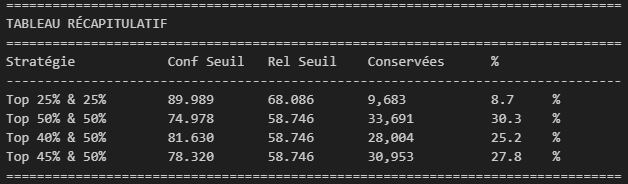 ================================================================================
TABLEAU RÉCAPITULATIF
================================================================================
Stratégie            Conf Seuil   Rel Seuil    Conservées      %
--------------------------------------------------------------------------------
Top 25% & 25%        89.989       68.086       9,683           8.7     %
Top 50% & 50%        74.978       58.746       33,691          30.3    %
Top 40% & 50%        81.630       58.746       28,004          25.2    %
Top 45% & 50%        78.320       58.746       30,953          27.8    %
================================================================================